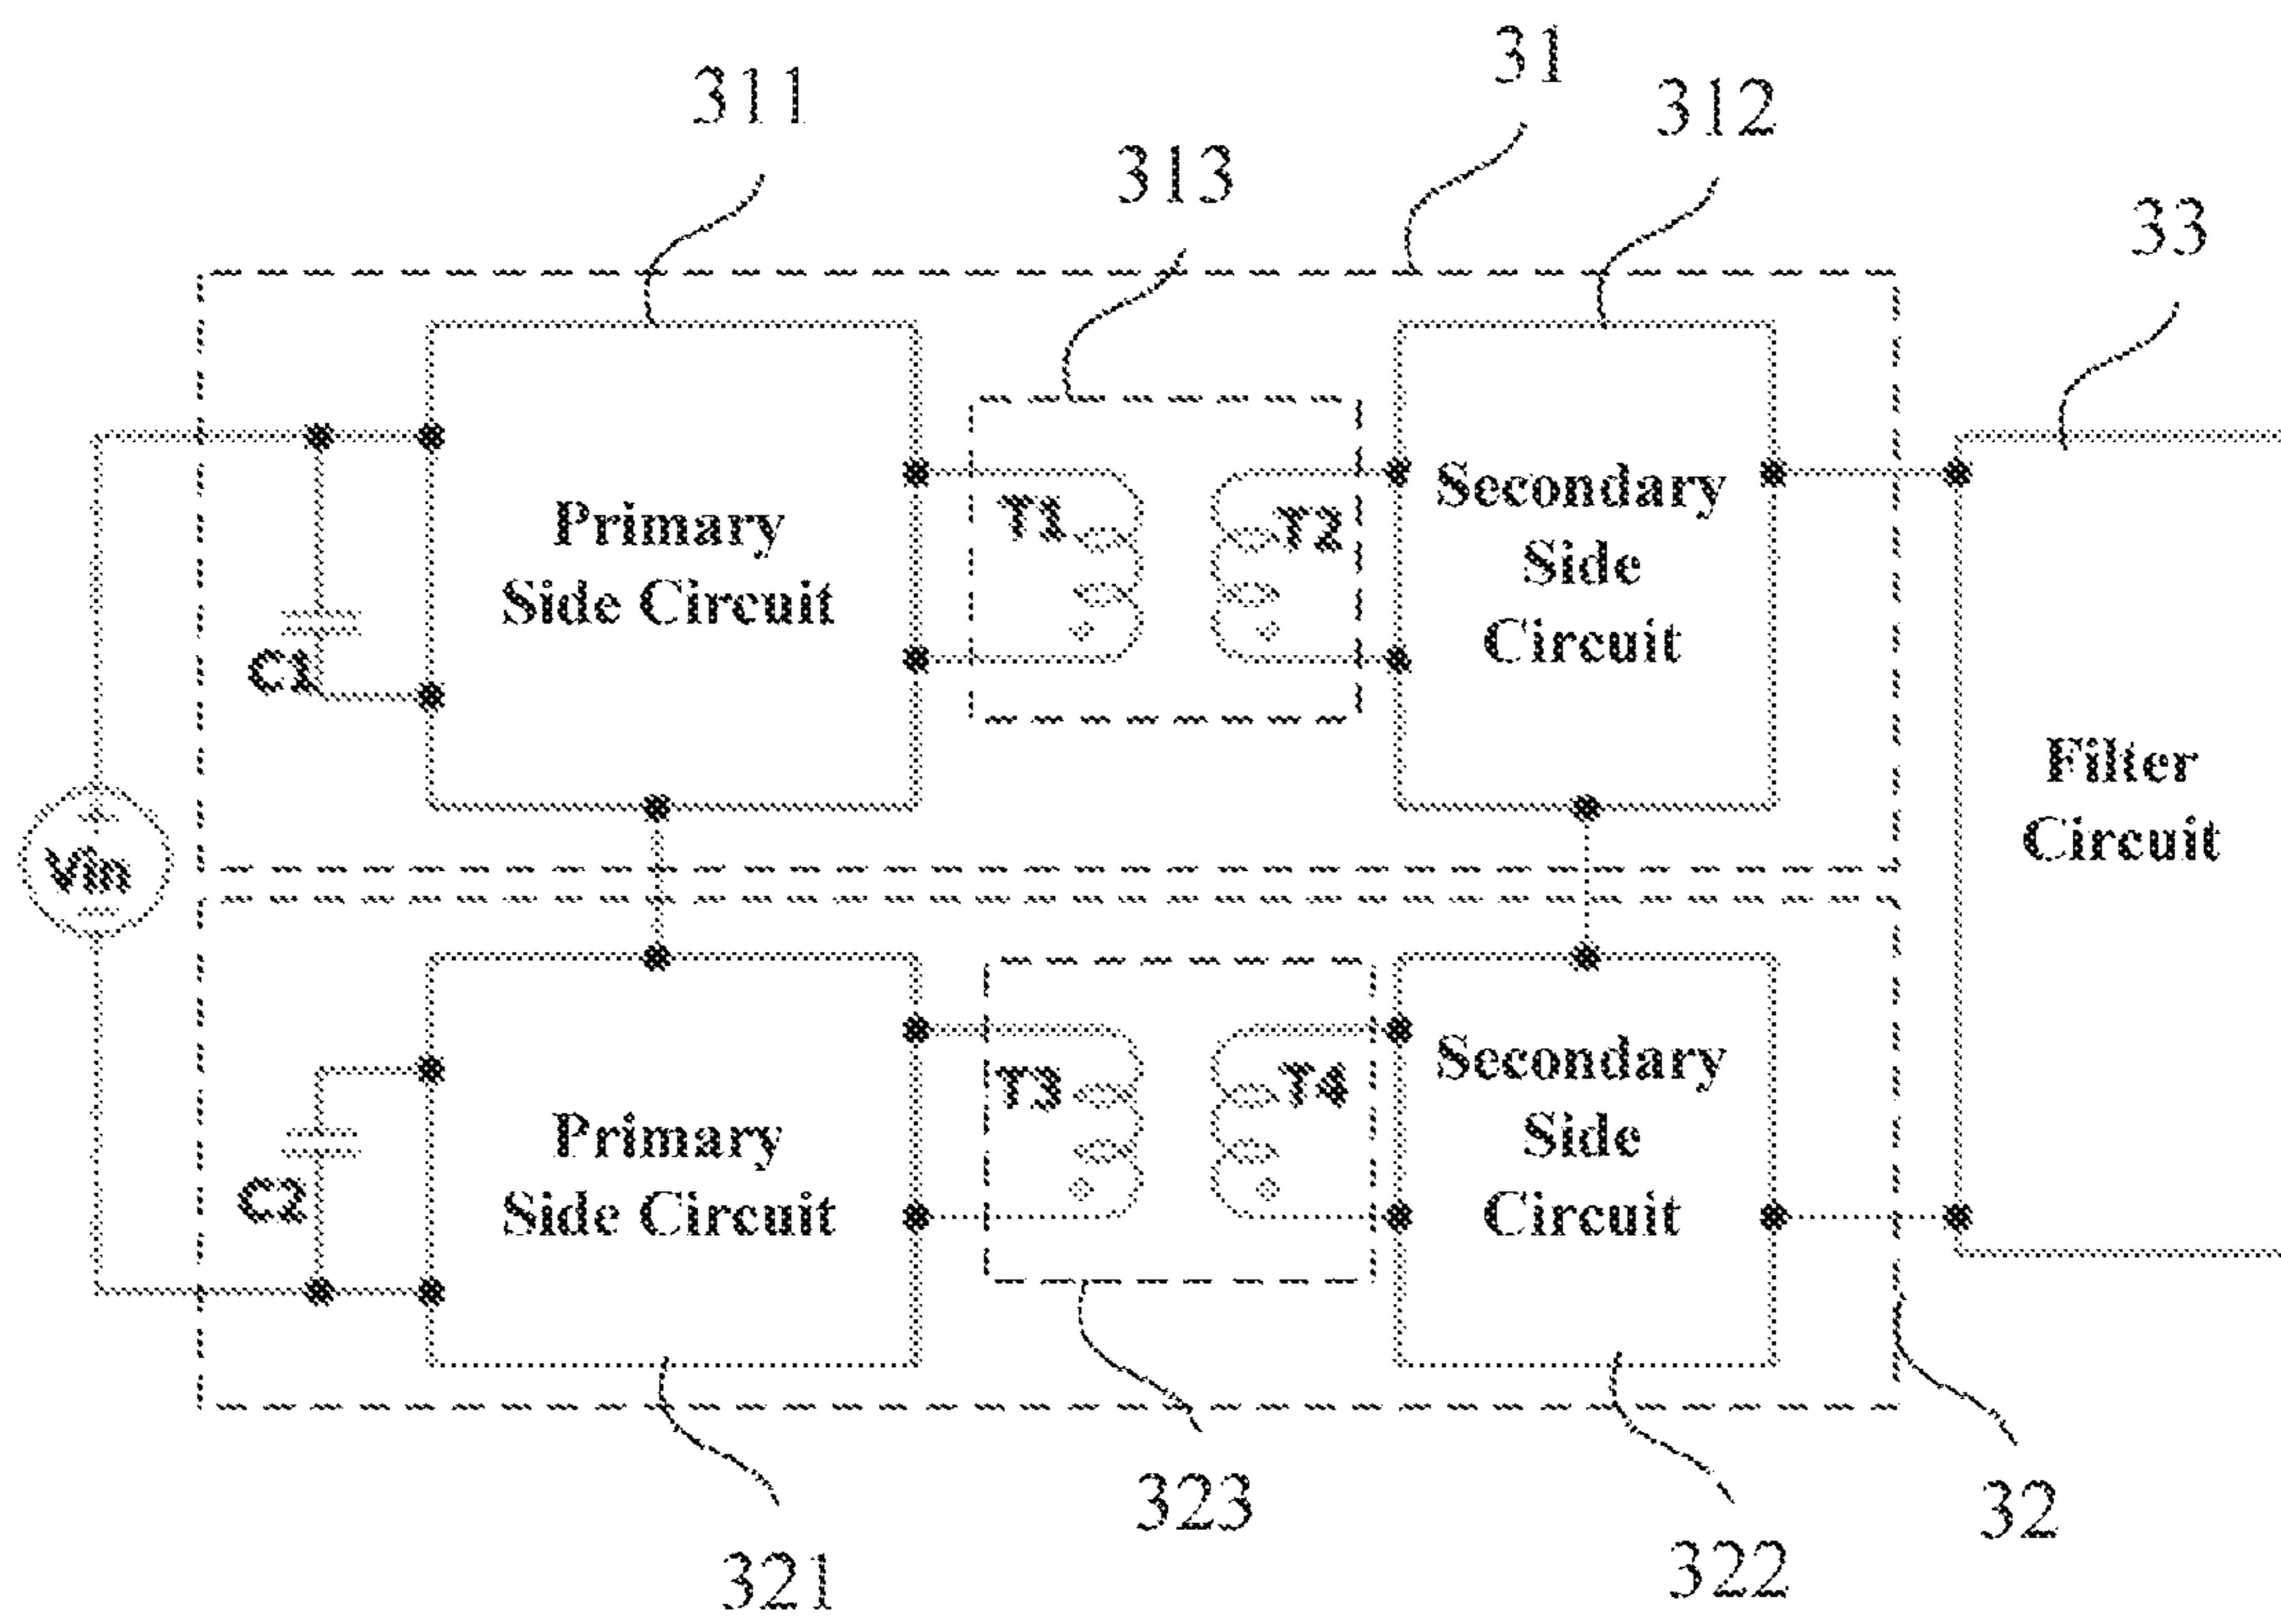 31
311
312
313
33
T1
T2
Primary
Side Circuit
Secondary
Side
Circuit
C1
Filter
Circuit
Vin
T3
T4
Primary
Side Circuit
Secondary
Side
Circuit
C2
323
32
322
321